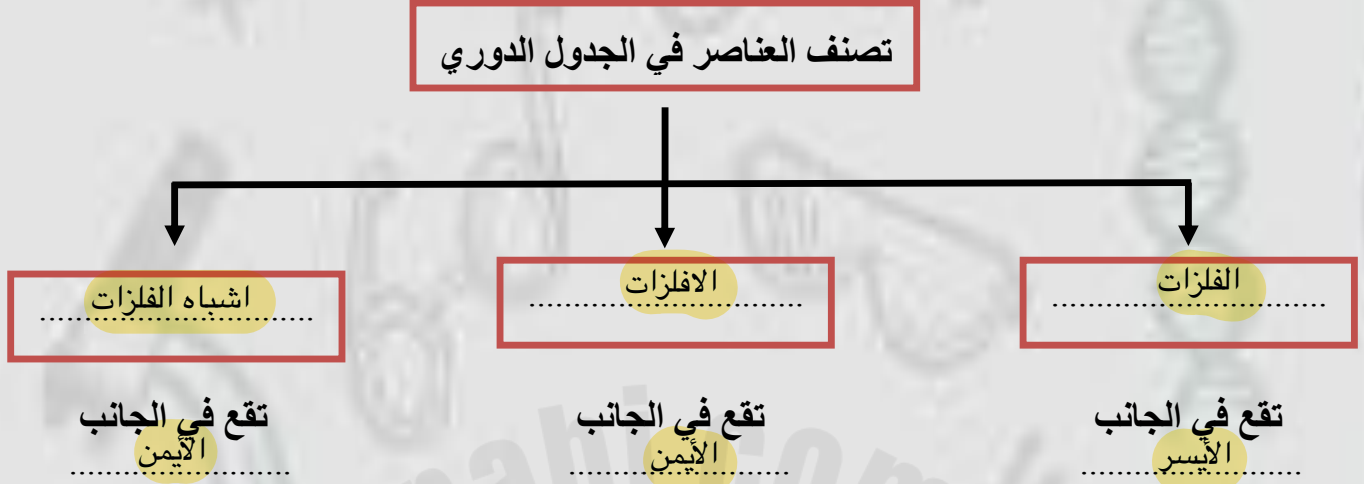 تصنف العناصر في الجدول الدوري
الفلزات
الافلزات
اشباه الفلزات
تقع في الجانب
الأيسر
تقع في الجانب
الأيمن
تقع في الجانب
الأيمن